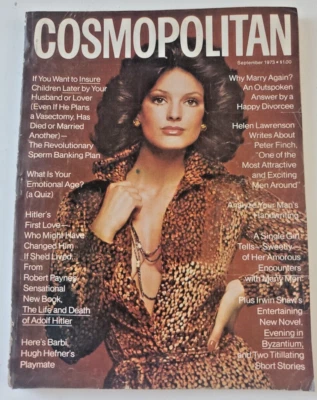 COSMOPOLITAN
September 1973 • $1.00
If You Want to Insure
Children Later by Your
Husband or Lover
(Even If He Plans
a Vasectomy, Has
Died or Married
Another)—
The Revolutionary
Sperm Banking Plan
What Is Your
Emotional Age?
(a Quiz)
Hitler's
First Love—
Who Might Have
Changed Him
If She'd Lived.
From
Robert Payne's
Sensational
New Book,
The Life and Death
of Adolf Hitler
Here's Barbi,
Hugh Hefner's
Playmate
Why Marry Again?
An Outspoken
Answer by a
Happy Divorcee
Helen Lawrenson
Writes About
Peter Finch,
"One of the
Most Attractive
and Exciting
Men Around"
Analyze Your Man's
Handwriting
A Single Girl
Tells—Sweetly—
of Her Amorous
Encounters
with Many Men
Plus Irwin Shaw's
Entertaining
New Novel,
Evening in
Byzantium,
and Two Titillating
Short Stories